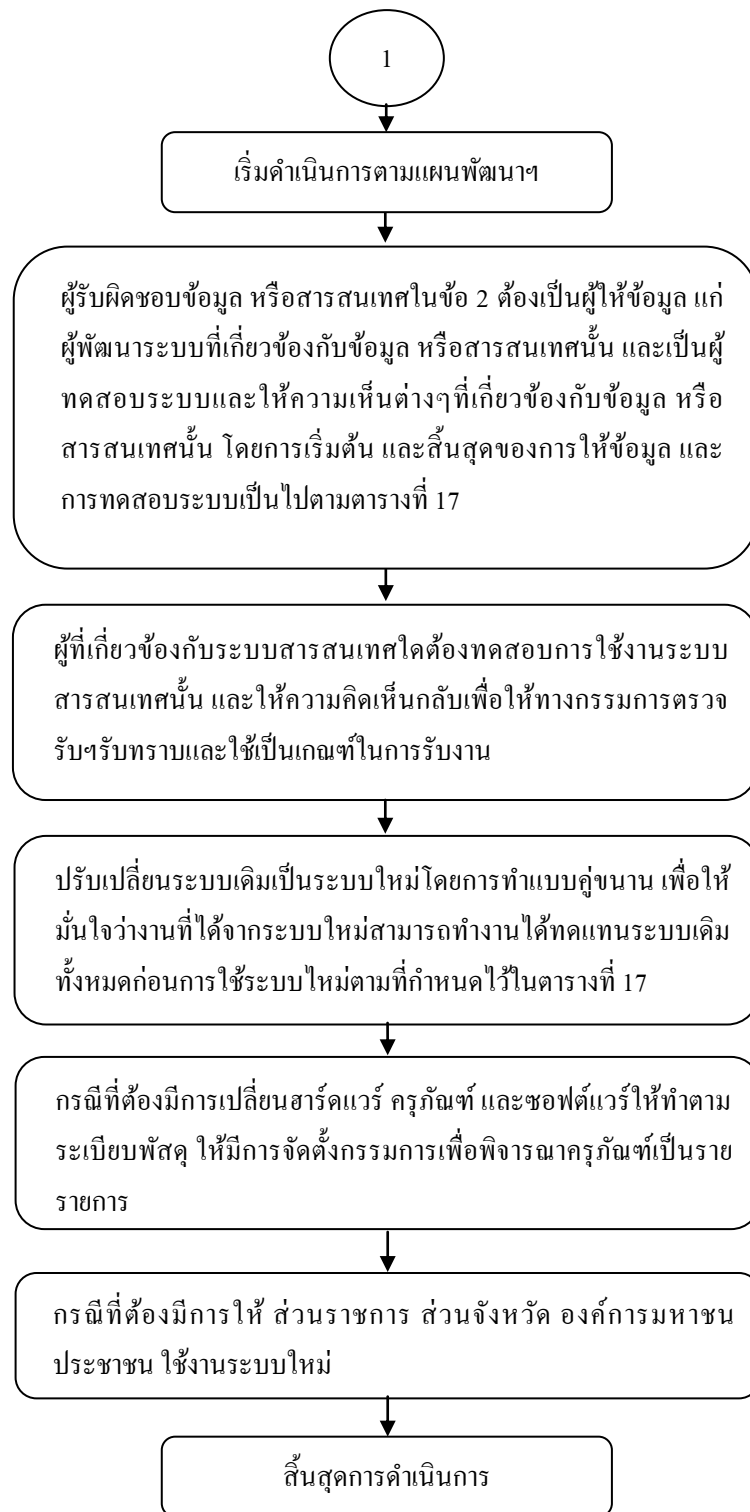 1
เริ่มดำเนินการตามแผนพัฒนาฯ
ผู้รับผิดชอบข้อมูล หรือสารสนเทศในข้อ 2 ต้องเป็นผู้ให้ข้อมูล แก่
ผู้พัฒนาระบบที่เกี่ยวข้องกับข้อมูล หรือสารสนเทศนั้น และเป็นผู้
ทดสอบระบบและให้ความเห็นต่างๆที่เกี่ยวข้องกับข้อมูล หรือ
สารสนเทศนั้น โดยการเริ่มต้น และสิ้นสุดของการให้ข้อมูล และ
การทดสอบระบบเป็นไปตามตารางที่ 17
ผู้ที่เกี่ยวข้องกับระบบสารสนเทศใดต้องทดสอบการใช้งานระบบ
สารสนเทศนั้น และให้ความคิดเห็นกลับเพื่อให้ทางกรรมการตรวจ
รับฯรับทราบและใช้เป็นเกณฑ์ในการรับงาน
ปรับเปลี่ยนระบบเดิมเป็นระบบใหม่โดยการทำแบบคู่ขนาน เพื่อให้
มั่นใจว่างานที่ได้จากระบบใหม่สามารถทำงานได้ทดแทนระบบเดิม
ทั้งหมดก่อนการใช้ระบบใหม่ตามที่กำหนดไว้ในตารางที่ 17
กรณีที่ต้องมีการเปลี่ยนฮาร์ดแวร์ ครุภัณฑ์ และซอฟต์แวร์ให้ทำตาม
ระเบียบพัสดุ ให้มีการจัดตั้งกรรมการเพื่อพิจารณาครุภัณฑ์เป็นราย
รายการ
กรณีที่ต้องมีการให้ ส่วนราชการ ส่วนจังหวัด องค์การมหาชน
ประชาชน ใช้งานระบบใหม่
สิ้นสุดการดำเนินการ